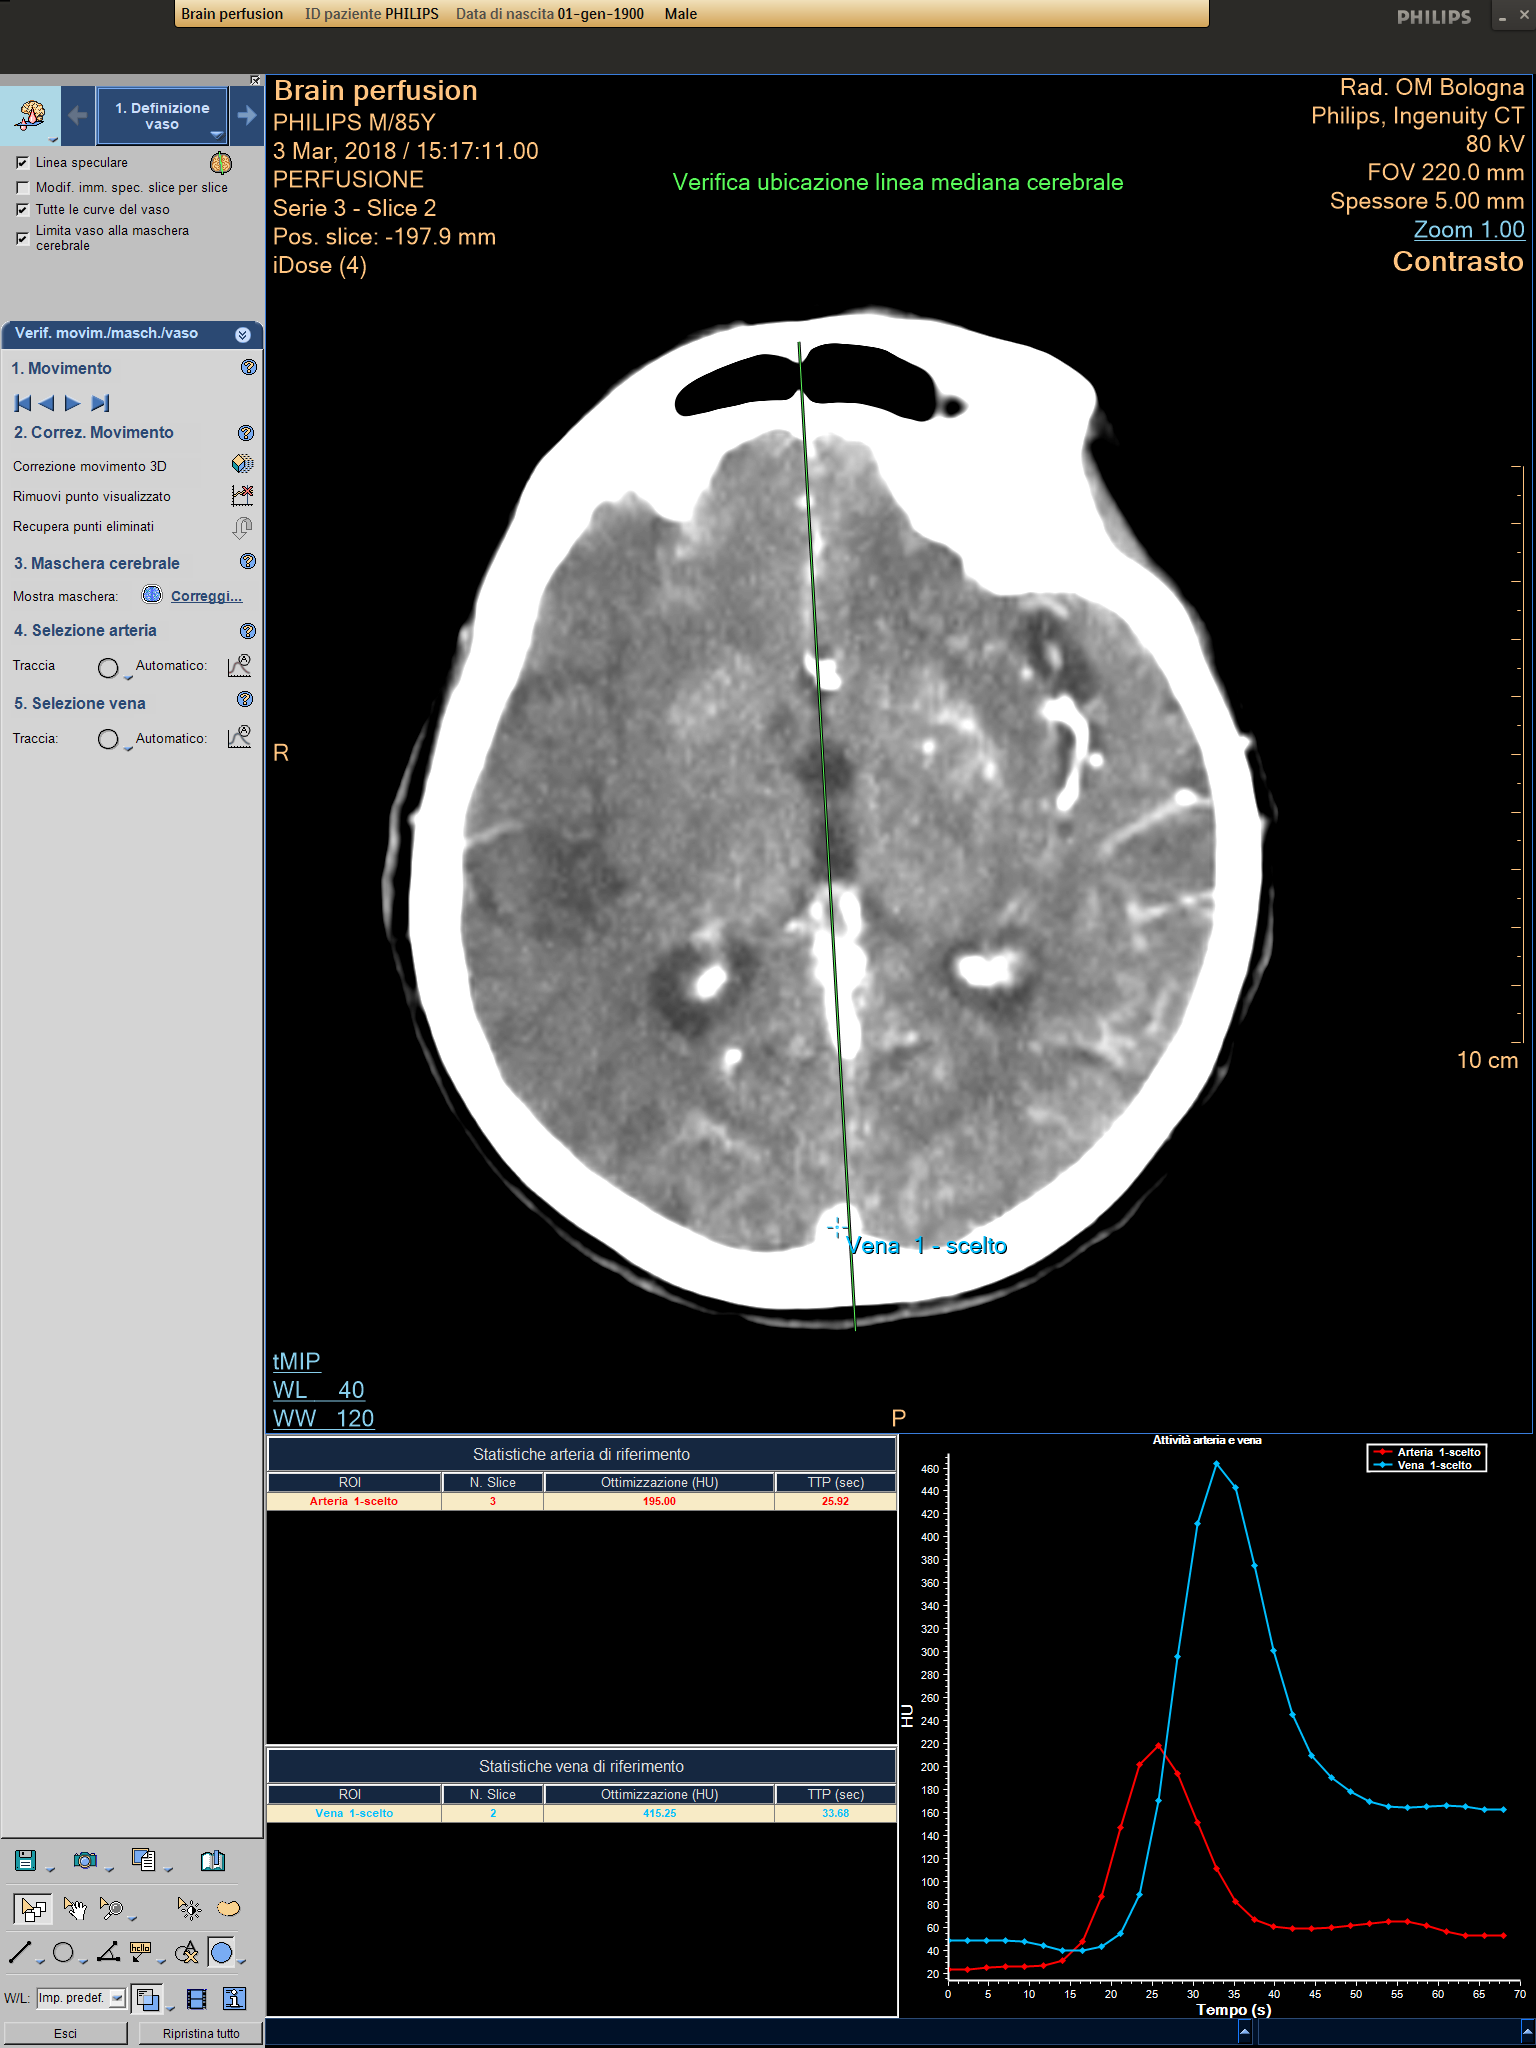 Brain perfusion ID paziente PHILIPS Data di nascita 01-gen-1900 Male
PHILIPS
1. Definizione
vaso
Linea speculare
Modif. imm. spec. slice per slice
Tutte le curve del vaso
Limita vaso alla maschera
cerebrale
Verif. movim./masch./vaso
1. Movimento
2. Correz. Movimento
Correzione movimento 3D
Rimuovi punto visualizzato
Recupera punti eliminati
3. Maschera cerebrale
Mostra maschera: Correggi...
4. Selezione arteria
Traccia Automatico:
5. Selezione vena
Traccia: Automatico:
hello
W/L: Imp. predef.
Esci Ripristina tutto
Brain perfusion
PHILIPS M/85Y
3 Mar, 2018 / 15:17:11.00
PERFUSIONE
Serie 3 - Slice 2
Pos. slice: -197.9 mm
iDose (4)
Verifica ubicazione linea mediana cerebrale
Rad. OM Bologna
Philips, Ingenuity CT
80 kV
FOV 220.0 mm
Spessore 5.00 mm
Zoom 1.00
Contrasto
R
10 cm
Vena 1 - scelto
tMIP
WL 40
WW 120
P
Statistiche arteria di riferimento
ROI N. Slice Ottimizzazione (HU) TTP (sec)
Arteria 1-scelto 3 195.00 25.92
Statistiche vena di riferimento
ROI N. Slice Ottimizzazione (HU) TTP (sec)
Vena 1-scelto 2 415.25 33.68
Attività arteria e vena
Arteria 1-scelto
Vena 1-scelto
460
440
420
400
380
360
340
320
300
280
260
240
220
200
180
160
140
120
100
80
60
40
20
HU
0 5 10 15 20 25 30 35 40 45 50 55 60 65 70
Tempo (s)